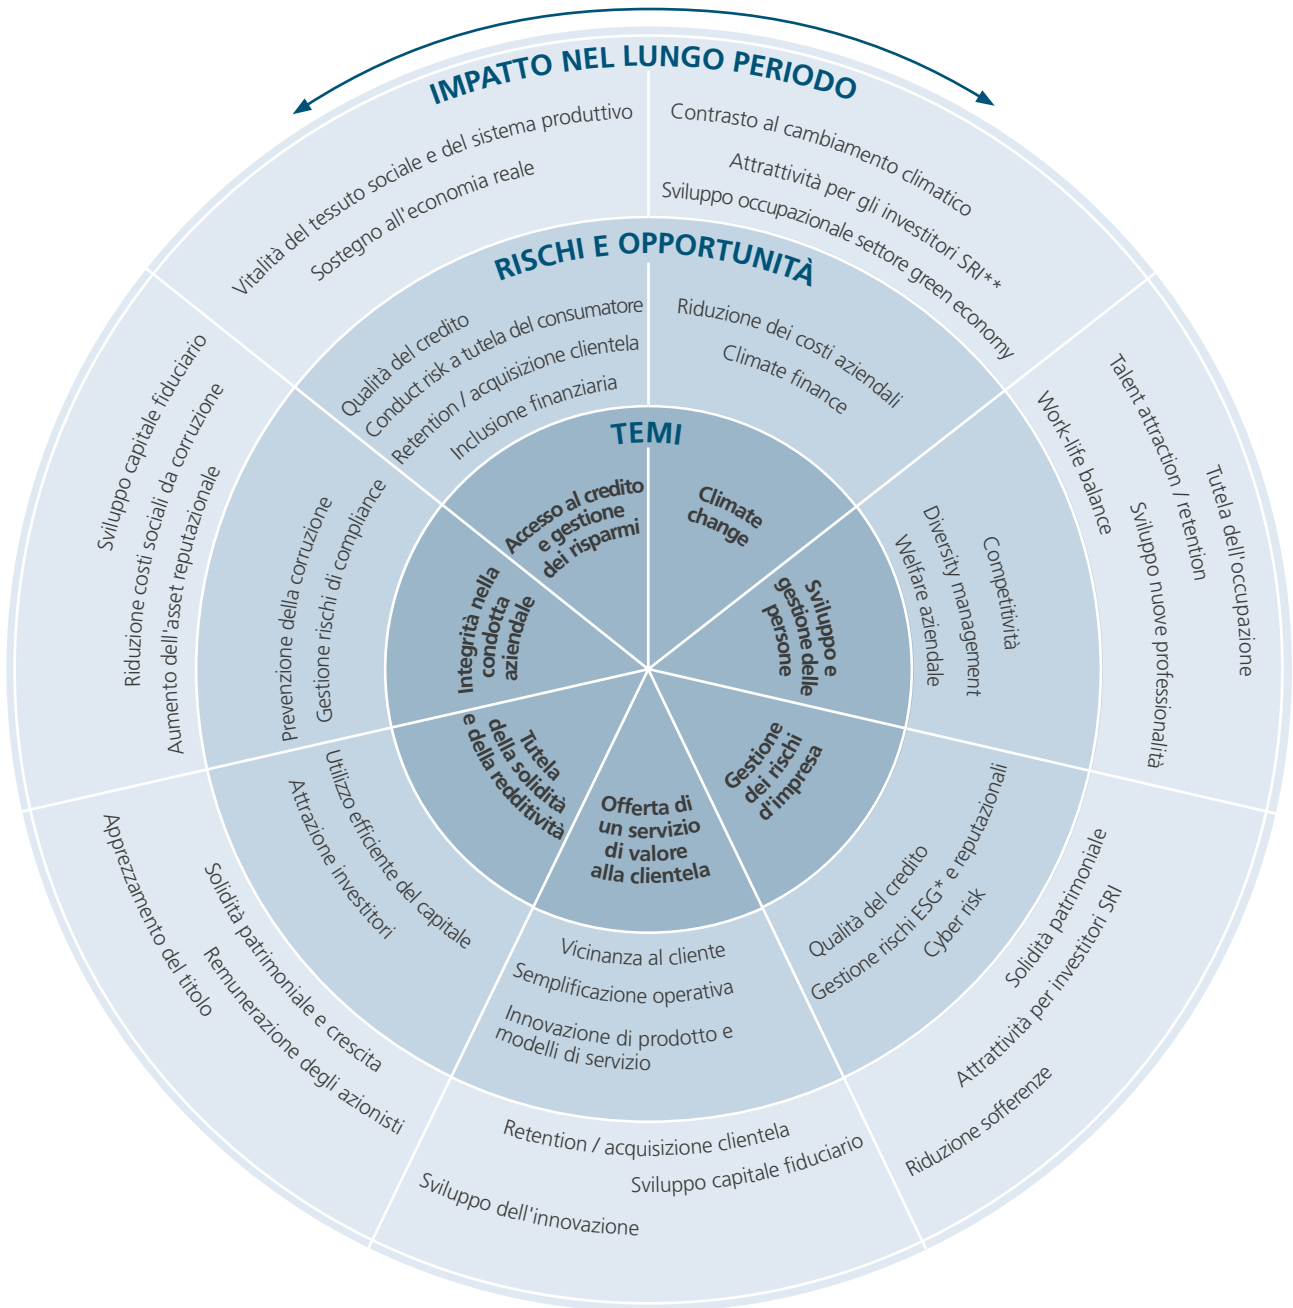 IMPATTO NEL LUNGO PERIODO
Vitalità del tessuto sociale e del sistema produttivo
Sostegno all'economia reale
Contrasto al cambiamento climatico
Attrattività per gli investitori SRI**
Sviluppo occupazionale settore green economy
Talent attraction / retention
Tutela dell'occupazione
Work-life balance
Sviluppo nuove professionalità
Solidità patrimoniale
Attrattività per investitori SRI
Riduzione sofferenze
Retention / acquisizione clientela
Sviluppo capitale fiduciario
Sviluppo dell'innovazione
Apprezzamento del titolo
Solidità patrimoniale e crescita
Remunerazione degli azionisti
Sviluppo capitale fiduciario
Riduzione costi sociali da corruzione
Aumento dell'asset reputazionale
RISCHI E OPPORTUNITÀ
Qualità del credito
Conduct risk a tutela del consumatore
Retention / acquisizione clientela
Inclusione finanziaria
Riduzione dei costi aziendali
Climate finance
Competitività
Diversity management
Welfare aziendale
Qualità del credito
Gestione rischi ESG* e reputazionali
Cyber risk
Vicinanza al cliente
Semplificazione operativa
Innovazione di prodotto e
modelli di servizio
Utilizzo efficiente del capitale
Attrazione investitori
Prevenzione della corruzione
Gestione rischi di compliance
TEMI
Accesso al credito
e gestione
dei risparmi
Climate
change
Sviluppo e
gestione delle
persone
Gestione
dei rischi
d'impresa
Offerta di
un servizio
di valore
alla clientela
Tutela
della solidità
e della redditività
Integrità nella
condotta
aziendale